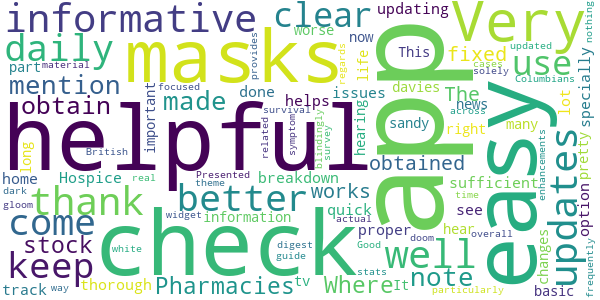 informative
clear
updating
Very
daily
masks
worse
now
This
fixed
updated
nothing
provides
regards
material
focused
cases
solely
Columbians
part
mention
use
specially
The
life
obtain
made
important
done
issues
davies
news
across
helps
hearing
helpful
app
easy
updates
option
long
related
survival
symptom
survey
blindingly
sandy
right
many
lot
British
better
obtained
pretty
home
Hospice
breakdown
sufficient
see
enhancements
thank
real
works
hear
dark
Presented
quick
proper
time
theme
come
check
well
basic
gloom
information
Overall
widget
actual
doom
changes
stock
digest
Good
keep
Pharmacies
tv
Where
It
note
white
guide
track
way
thorough
stats
particularly
frequently